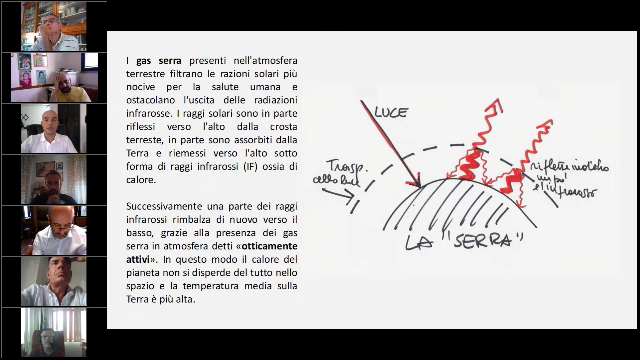 I gas serra presenti nell'atmosfera
terrestre filtrano le razioni solari più
nocive per la salute umana e
ostacolano l'uscita delle radiazioni
infrarosse. I raggi solari sono in parte
riflessi verso l'alto dalla crosta
terreste, in parte sono assorbiti dalla
Terra e riemessi verso l'alto sotto
forma di raggi infrarossi (IF) ossia di
calore.
Successivamente una parte dei raggi
infrarossi rimbalza di nuovo verso il
basso, grazie alla presenza dei gas
serra in atmosfera detti «otticamente
attivi». In questo modo il calore del
pianeta non si disperde del tutto nello
spazio e la temperatura media sulla
Terra è più alta.
LUCE
Trasp.
alla luce
riflette
l'infrarosso
LA "SERRA"